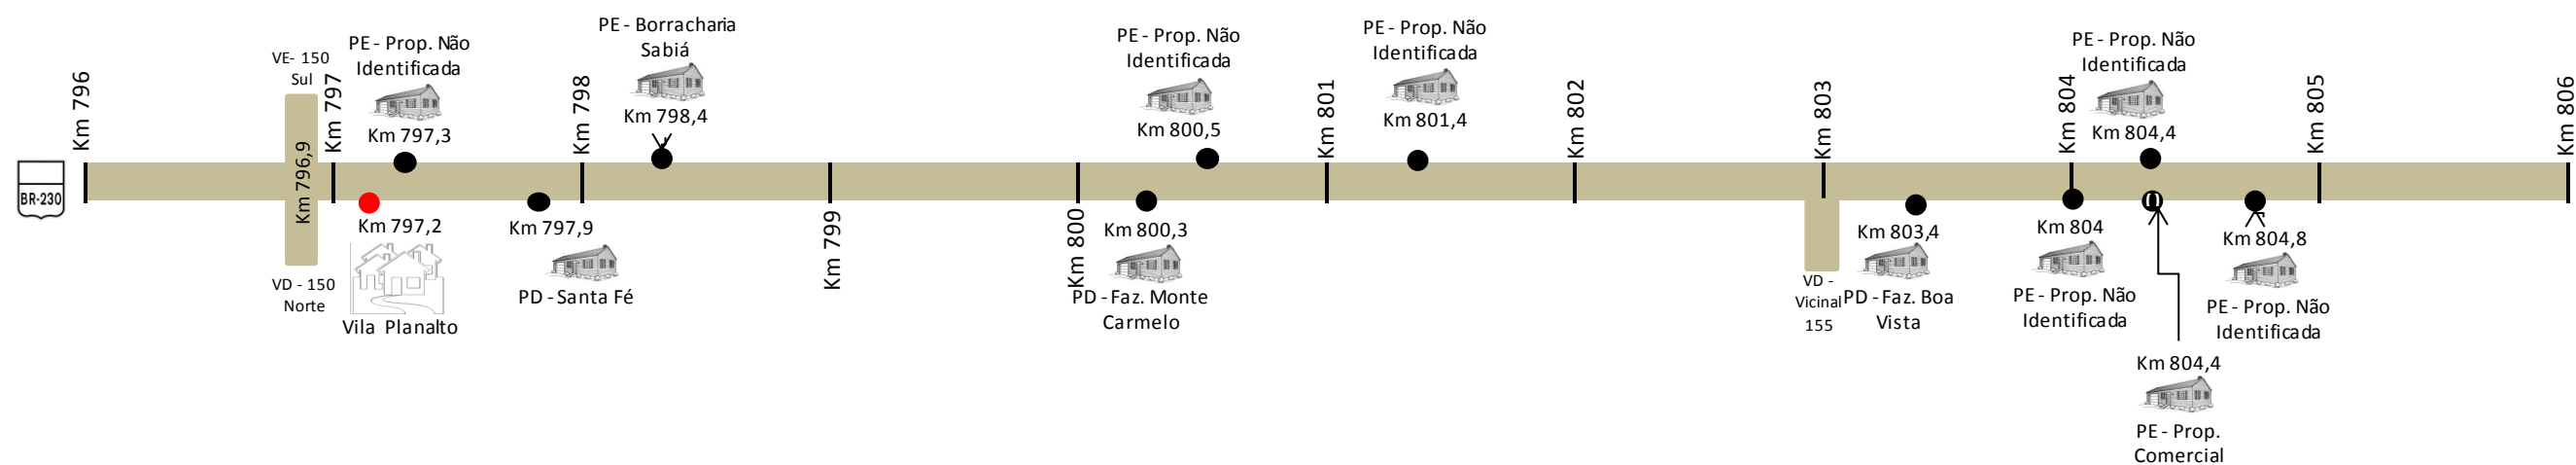 BR-230
Km 796
VE- 150
Sul
Km 796,9
VD - 150
Norte
Km 797
PE - Prop. Não
Identificada
Km 797,3
Km 797,2
Vila Planalto
Km 797,9
PD - Santa Fé
Km 798
PE - Borracharia
Sabiá
Km 798,4
Km 799
Km 800
Km 800,3
PD - Faz. Monte
Carmelo
PE - Prop. Não
Identificada
Km 800,5
Km 801
PE - Prop. Não
Identificada
Km 801,4
Km 802
Km 803
VD -
Vicinal
155
Km 803,4
PD - Faz. Boa
Vista
Km 804
Km 804
PE - Prop. Não
Identificada
PE - Prop. Não
Identificada
Km 804,4
Km 804,4
PE - Prop.
Comercial
Km 804,8
PE - Prop. Não
Identificada
Km 805
Km 806